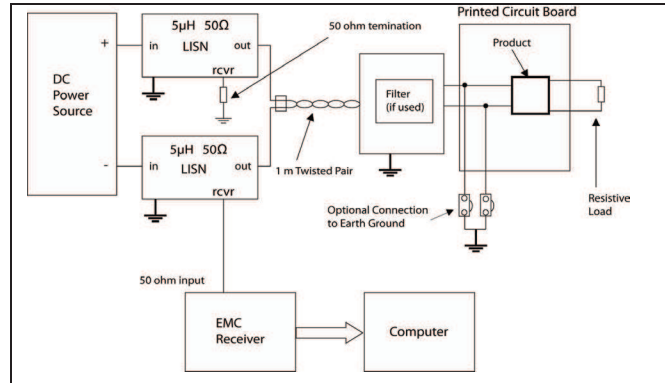 Printed Circuit Board
5µH 50Ω
LISN
in
out
rcvr
50 ohm temination
Product
+
DC
Power
Source
-
Filter
(if used)
5µH 50Ω
LISN
in
out
rcvr
1 m Twisted Pair
Optional Connection
to Earth Ground
Resistive
Load
50 ohm input
EMC
Receiver
Computer